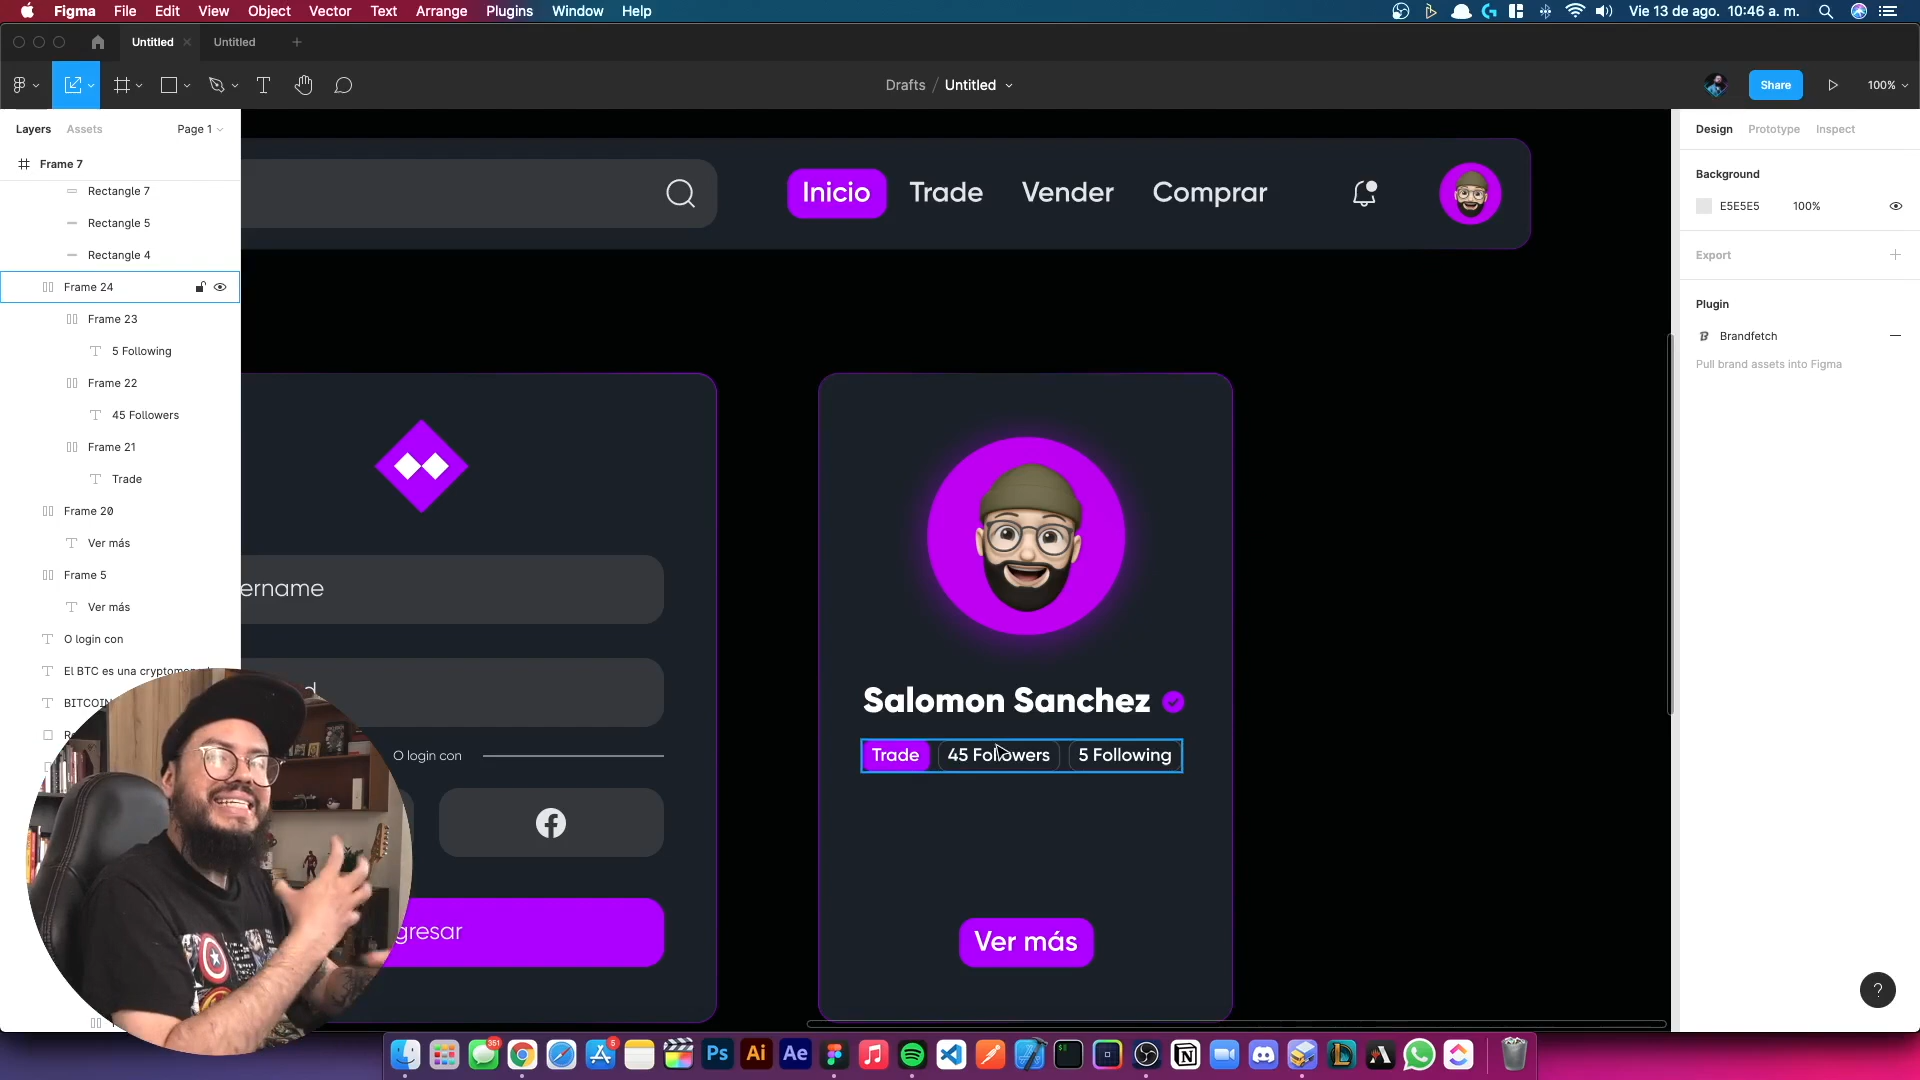 Figma File Edit View Object Vector Text Arrange Plugins Window Help
Vie 13 de ago. 10:46 a. m.
Untitled Untitled
Drafts / Untitled
Share
100%
Layers Assets Page 1
Frame 7
Rectangle 7
Rectangle 5
Rectangle 4
Frame 24
Frame 23
5 Following
Frame 22
45 Followers
Frame 21
Trade
Frame 20
Ver más
Frame 5
Ver más
O login con
El BTC es una
BITCOIN
Inicio Trade Vender Comprar
ername
O login con
gresar
Salomon Sanchez
Trade 45 Followers 5 Following
Ver más
Design Prototype Inspect
Background
E5E5E5 100%
Export
Plugin
Brandfetch
Pull brand assets into Figma
?
351
5
Ps Ai Ae